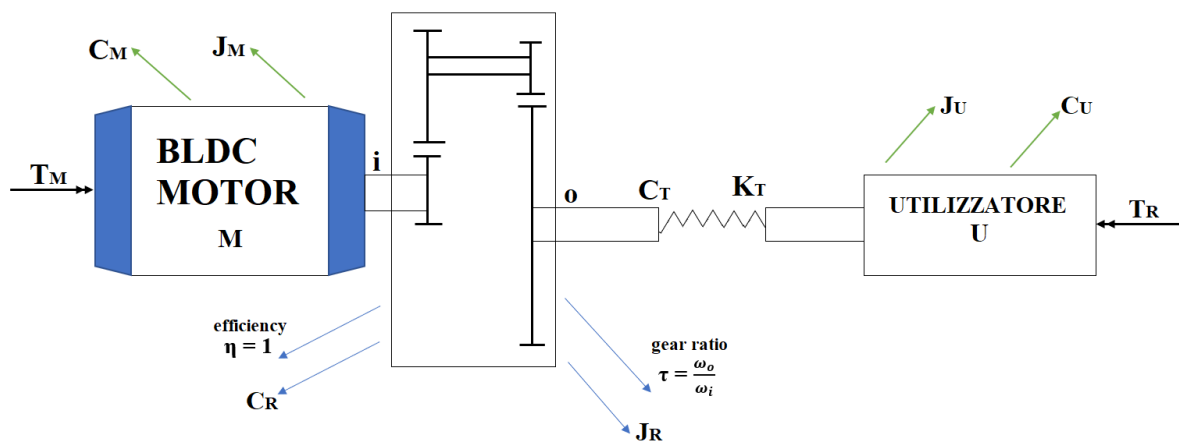 CM
JM
BLDC
MOTOR
M
TM
i
o
CT
KT
JU
CU
UTILIZZATORE
U
TR
efficiency
η = 1
CR
gear ratio
τ = ωo/ωi
JR